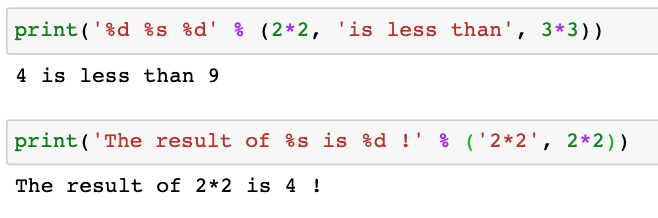 print('%d %s %d' % (2*2, 'is less than', 3*3))
4 is less than 9
print('The result of %s is %d !' % ('2*2', 2*2))
The result of 2*2 is 4 !